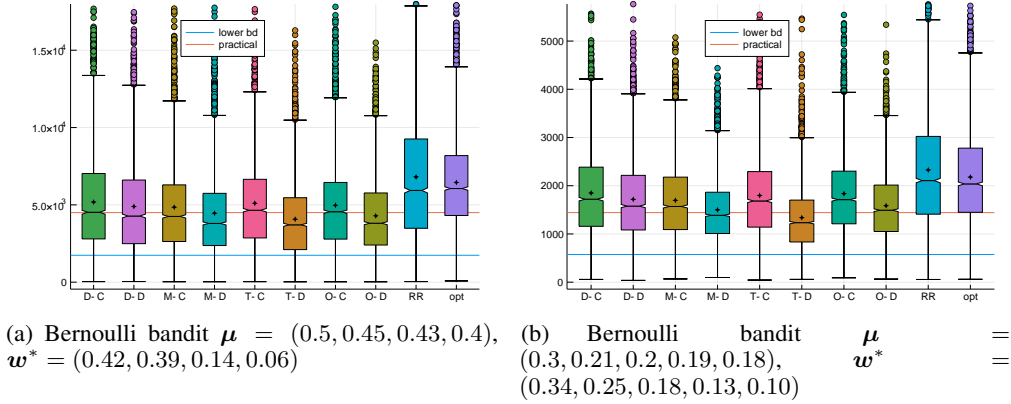 lower bd
practical
1.5×10⁴
1.0×10⁴
5.0×10³
0
D- C D- D M- C M- D T- C T- D O- C O- D RR opt
lower bd
practical
5000
4000
3000
2000
1000
0
D- C D- D M- C M- D T- C T- D O- C O- D RR opt
(a) Bernoulli bandit μ = (0.5, 0.45, 0.43, 0.4),
w* = (0.42, 0.39, 0.14, 0.06)
(b) Bernoulli bandit μ =
(0.3, 0.21, 0.2, 0.19, 0.18), w* =
(0.34, 0.25, 0.18, 0.13, 0.10)